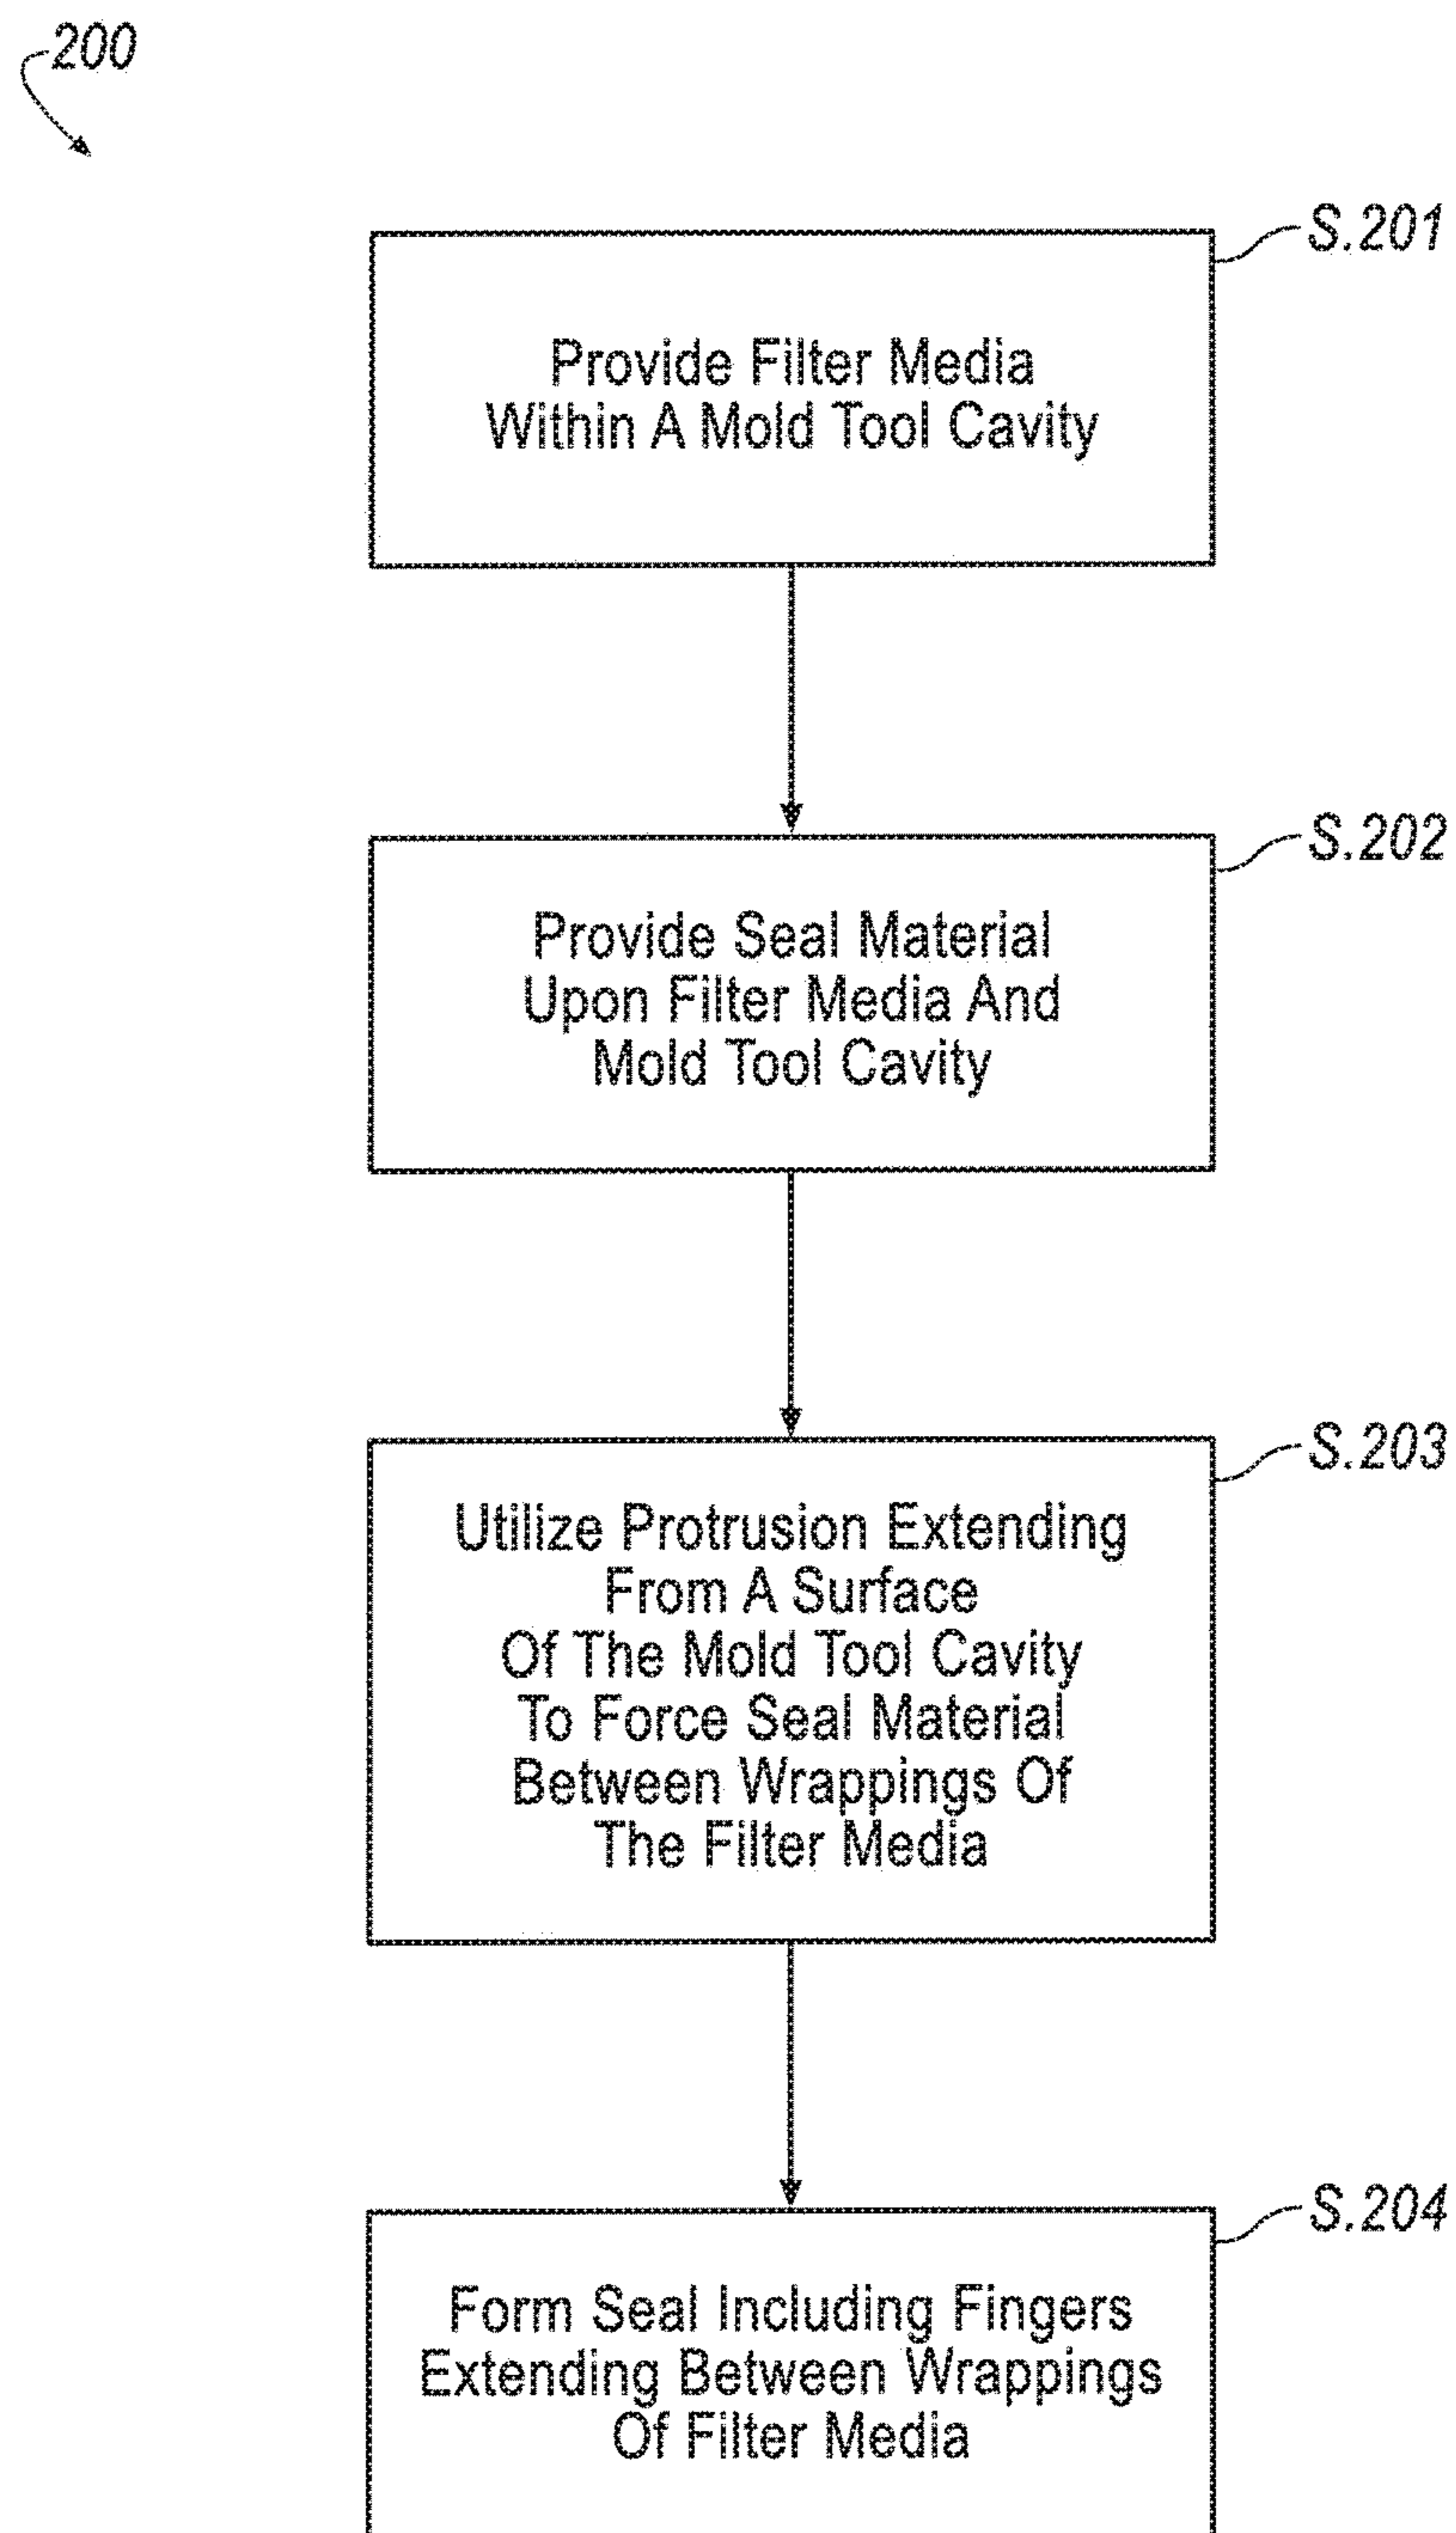 200
S.201
Provide Filter Media
Within A Mold Tool Cavity
S.202
Provide Seal Material
Upon Filter Media And
Mold Tool Cavity
S.203
Utilize Protrusion Extending
From A Surface
Of The Mold Tool Cavity
To Force Seal Material
Between Wrappings Of
The Filter Media
S.204
Form Seal Including Fingers
Extending Between Wrappings
Of Filter Media